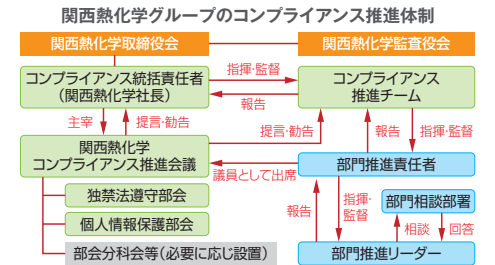 関西熱化学グループのコンプライアンス推進体制
関西熱化学取締役会
関西熱化学監査役会
コンプライアンス統括責任者
（関西熱化学社長）
指揮・監督
報告
コンプライアンス
推進チーム
主宰
提言・勧告
提言・勧告
報告
指揮・監督
関西熱化学
コンプライアンス推進会議
議員として出席
部門推進責任者
独禁法遵守部会
個人情報保護部会
部会分科会等（必要に応じ設置）
報告
指揮・
監督
部門相談部署
相談
回答
部門推進リーダー